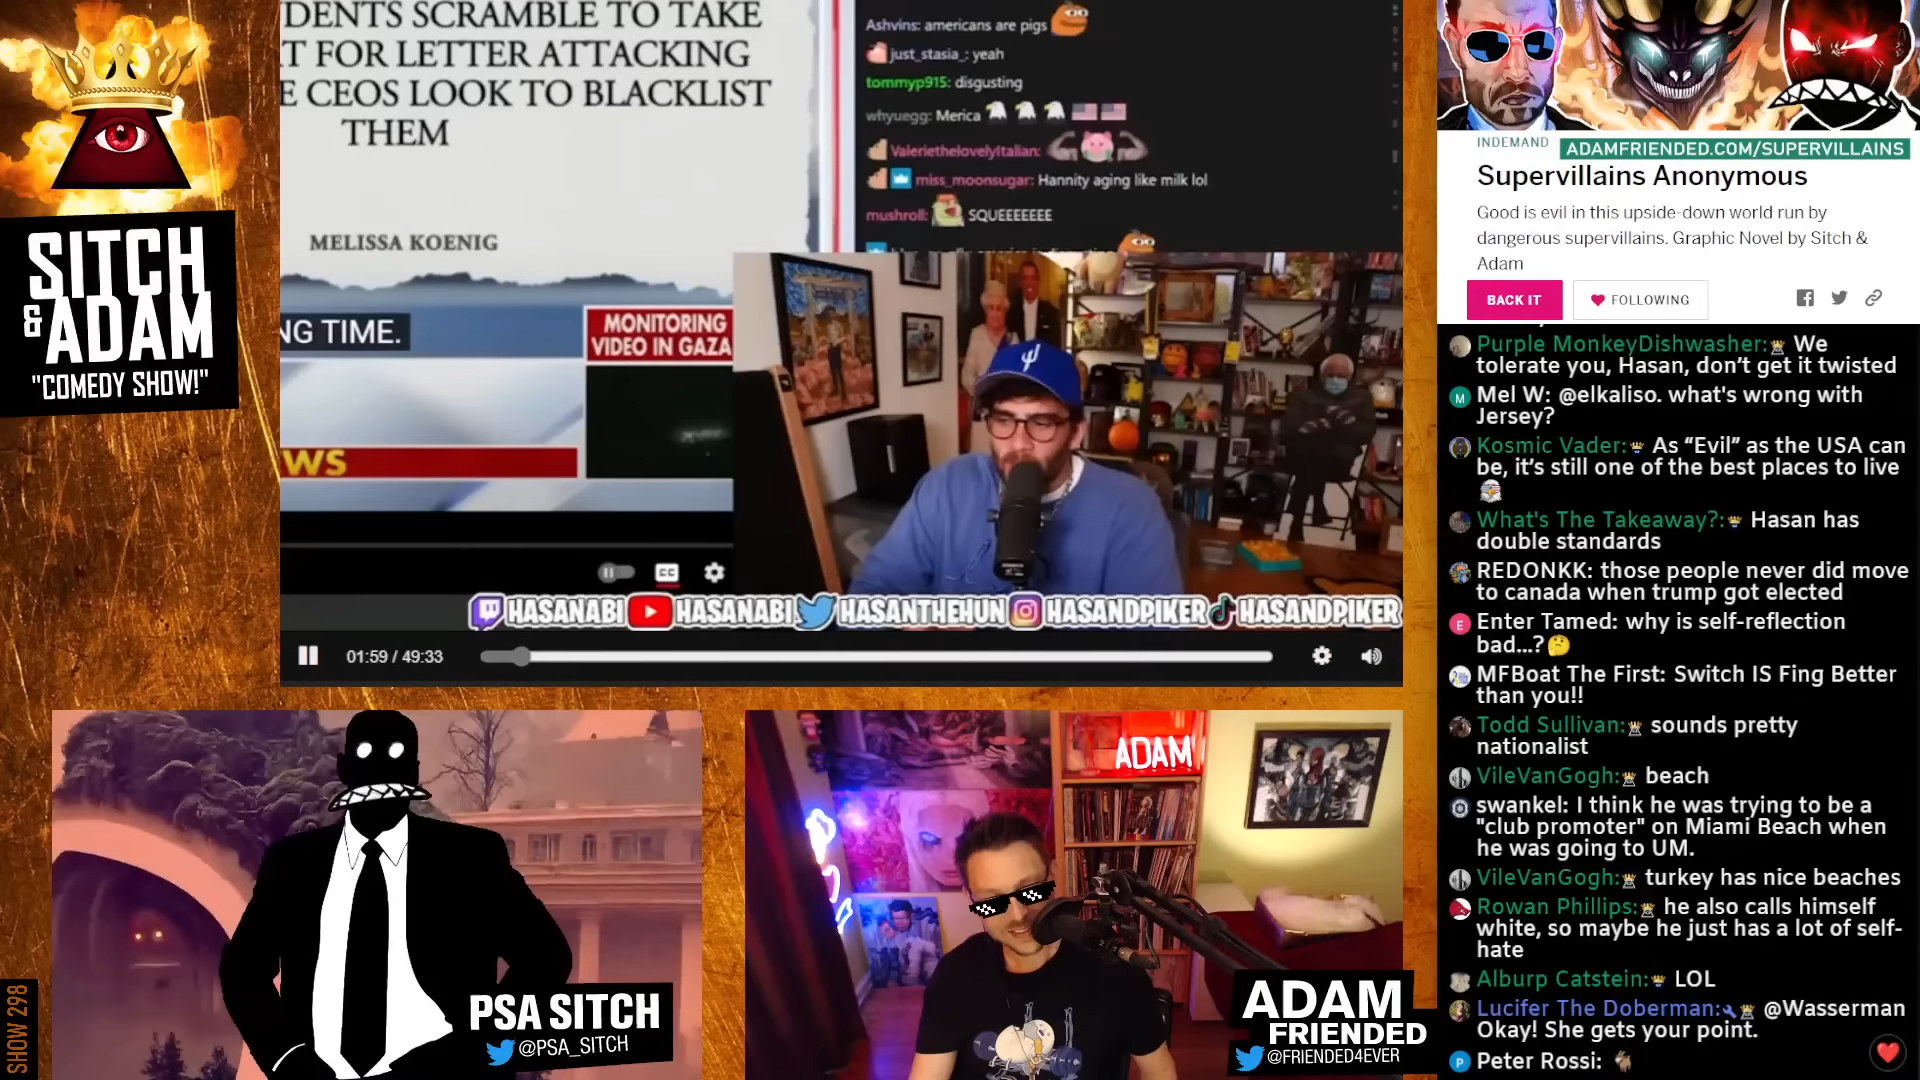 SITCH
& ADAM
"COMEDY SHOW!"
SHOW 298
DENTS SCRAMBLE TO TAKE
T FOR LETTER ATTACKING
E CEOS LOOK TO BLACKLIST
THEM
MELISSA KOENIG
NG TIME.
MONITORING
VIDEO IN GAZA
WS
CC
Ashvins: americans are pigs
just_stasia_: yeah
tommyp915: disgusting
whyuegg: Merica
ValeriethelovelyItalian:
miss_moonsugar: Hannity aging like milk lol
mushroll: SQUEEEEEEE
HASANABI HASANABI HASANTHEHUN HASANDPIKER HASANDPIKER
01:59 / 49:33
PSA SITCH
@PSA_SITCH
ADAM
ADAM
FRIENDED
@FRIENDED4EVER
INDEMAND
ADAMFRIENDED.COM/SUPERVILLAINS
Supervillains Anonymous
Good is evil in this upside-down world run by
dangerous supervillains. Graphic Novel by Sitch &
Adam
BACK IT
FOLLOWING
Purple MonkeyDishwasher: We
tolerate you, Hasan, don't get it twisted
M Mel W: @elkaliso. what's wrong with
Jersey?
Kosmic Vader: As “Evil” as the USA can
be, it's still one of the best places to live
What's The Takeaway?: Hasan has
double standards
REDONKK: those people never did move
to canada when trump got elected
E Enter Tamed: why is self-reflection
bad...?
MFBoat The First: Switch IS Fing Better
than you!!
Todd Sullivan: sounds pretty
nationalist
VileVanGogh: beach
swankel: I think he was trying to be a
"club promoter" on Miami Beach when
he was going to UM.
VileVanGogh: turkey has nice beaches
Rowan Phillips: he also calls himself
white, so maybe he just has a lot of self-
hate
Alburp Catstein: LOL
Lucifer The Doberman: @Wasserman
Okay! She gets your point.
P Peter Rossi: